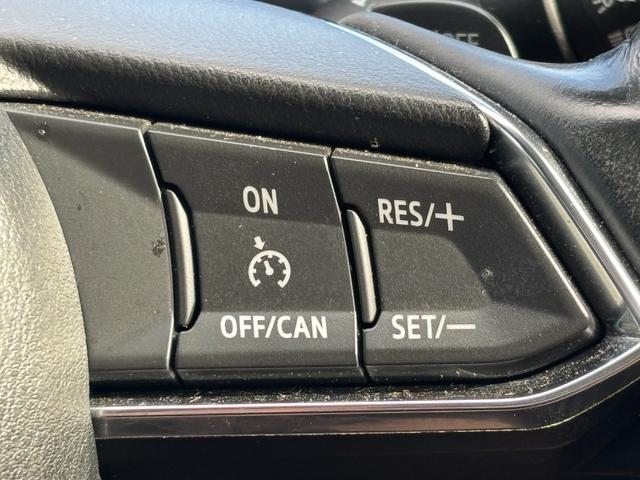 ON
RES/+
OFF/CAN
SET/—